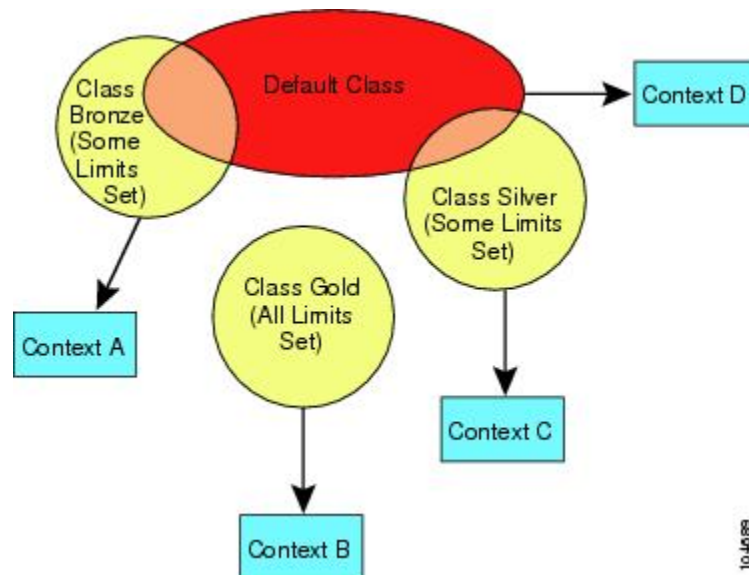 Class
Bronze
(Some
Limits
Set)
Default Class
Context D
Class Silver
(Some Limits
Set)
Class Gold
(All Limits
Set)
Context A
Context C
Context B
104689